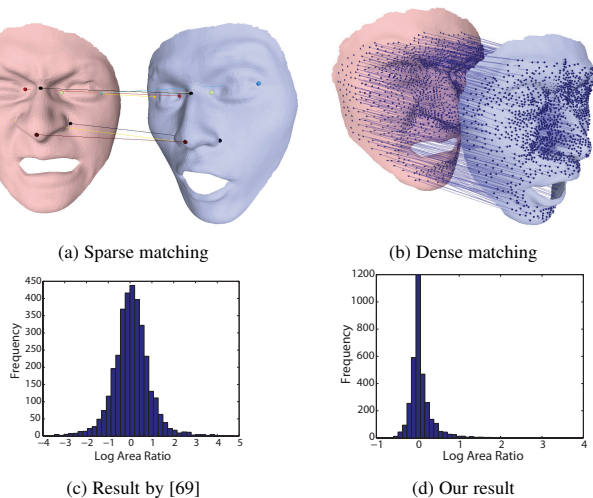 (a) Sparse matching
(b) Dense matching
450
400
350
300
250
200
150
100
50
0
Frequency
−4 −3 −2 −1 0 1 2 3 4 5
Log Area Ratio
1200
1000
800
600
400
200
0
Frequency
−1 0 1 2 3 4
Log Area Ratio
(c) Result by [69]
(d) Our result